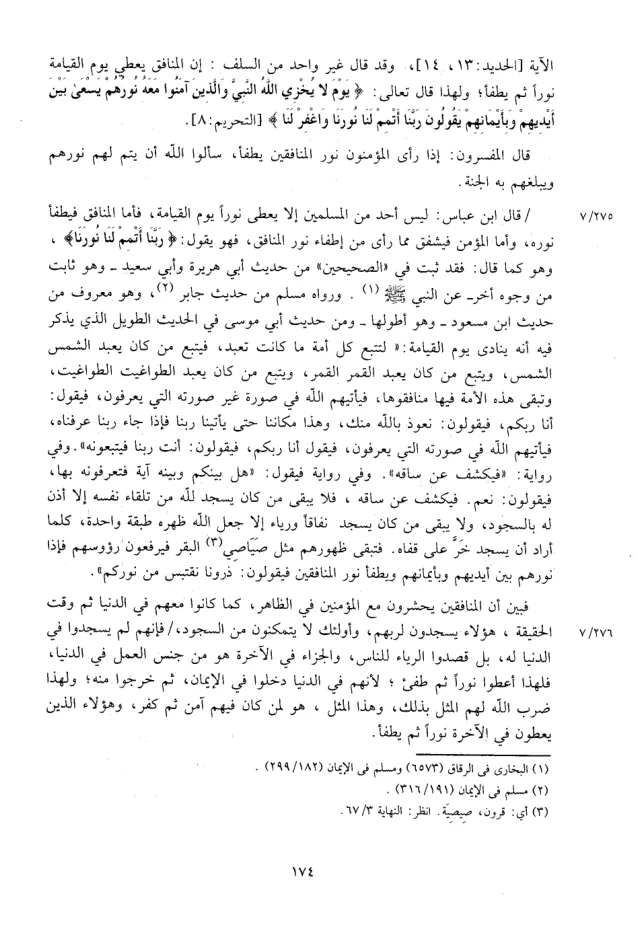 الآية [الحديد:١٣، ١٤]، وقد قال غير واحد من السلف : إن المنافق يعطى يوم القيامة
نوراً ثم يطفأ؛ ولهذا قال تعالى: ﴿ يَوْمَ لا يُخْزِي اللَّهُ النَّبِيَّ وَالَّذِينَ آمَنُوا مَعَهُ نُورُهُمْ يَسْعَىٰ بَيْنَ
أَيْدِيهِمْ وَبِأَيْمَانِهِمْ يَقُولُونَ رَبَّنَا أَتْمِمْ لَنَا نُورَنَا وَاغْفِرْ لَنَا ﴾ [التحريم:٨].
قال المفسرون: إذا رأى المؤمنون نور المنافقين يطفأ، سألوا الله أن يتم لهم نورهم
ويبلغهم به الجنة.
٧/٢٧٥
/ قال ابن عباس: ليس أحد من المسلمين إلا يعطى نوراً يوم القيامة، فأما المنافق فيطفأ
نوره، وأما المؤمن فيشفق مما رأى من إطفاء نور المنافق، فهو يقول:﴿ رَبَّنَا أَتْمِمْ لَنَا نُورَنَا﴾ ،
وهو كما قال: فقد ثبت في «الصحيحين» من حديث أبي هريرة وأبي سعيد ـ وهو ثابت
من وجوه أخرـ عن النبي ﷺ (١) . ورواه مسلم من حديث جابر (٢)، وهو معروف من
حديث ابن مسعود ـ وهو أطولها ـ ومن حديث أبي موسى في الحديث الطويل الذي يذكر
فيه أنه ينادى يوم القيامة:« لتتبع كل أمة ما كانت تعبد، فيتبع من كان يعبد الشمس
الشمس، ويتبع من كان يعبد القمر القمر، ويتبع من كان يعبد الطواغيت الطواغيت،
وتبقى هذه الأمة فيها منافقوها، فيأتيهم الله في صورة غير صورته التي يعرفون، فيقول:
أنا ربكم، فيقولون: نعوذ بالله منك، وهذا مكاننا حتى يأتينا ربنا فإذا جاء ربنا عرفناه،
فيأتيهم الله في صورته التي يعرفون، فيقول أنا ربكم، فيقولون: أنت ربنا فيتبعونه».وفي
رواية: «فيكشف عن ساقه». وفي رواية فيقول: «هل بينكم وبينه آية فتعرفونه بها،
فيقولون: نعم. فيكشف عن ساقه ، فلا يبقى من كان يسجد لله من تلقاء نفسه إلا أذن
له بالسجود، ولا يبقى من كان يسجد نفاقاً ورياء إلا جعل الله ظهره طبقة واحدة، كلما
أراد أن يسجد خَرَّ على قفاه. فتبقى ظهورهم مثل صَيَاصِي(٣) البقر فيرفعون رؤوسهم فإذا
نورهم بين أيديهم وبأيمانهم ويطفأ نور المنافقين فيقولون: ذرونا نقتبس من نوركم».
فبين أن المنافقين يحشرون مع المؤمنين في الظاهر، كما كانوا معهم في الدنيا ثم وقت
٧/٢٧٦
الحقيقة ، هؤلاء يسجدون لربهم، وأولئك لا يتمكنون من السجود،/ فإنهم لم يسجدوا في
الدنيا له، بل قصدوا الرياء للناس، والجزاء في الآخرة هو من جنس العمل في الدنيا،
فلهذا أعطوا نوراً ثم طفئ ؛ لأنهم في الدنيا دخلوا في الإيمان، ثم خرجوا منه؛ ولهذا
ضرب الله لهم المثل بذلك، وهذا المثل ، هو لمن كان فيهم آمن ثم كفر، وهؤلاء الذين
يعطون في الآخرة نوراً ثم يطفأ.
(١) البخارى فى الرقاق (٦٥٧٣) ومسلم فى الإيمان (٢٩٩/١٨٢) .
(٢) مسلم فى الإيمان (٣١٦/١٩١) .
(٣) أي: قرون، صيصِيَة. انظر: النهاية ٦٧/٣.
١٧٤